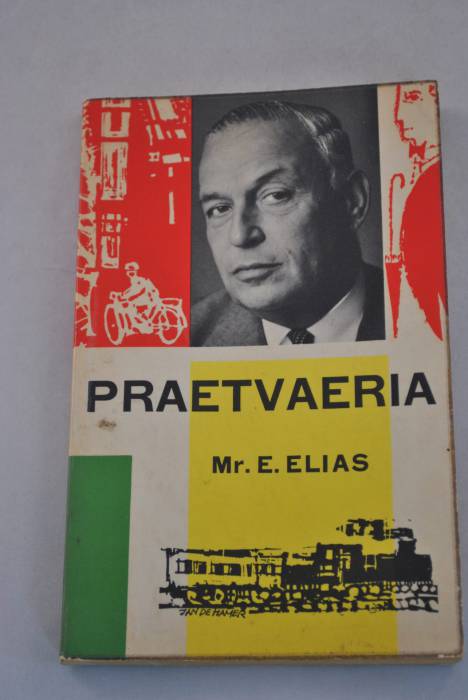 PRAETVAERIA
Mr. E. ELIAS
JAN DE HAMER